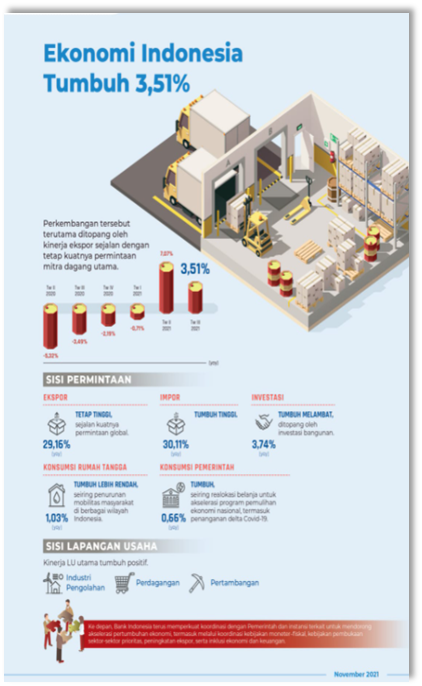 Ekonomi Indonesia
Tumbuh 3,51%
Perkembangan tersebut
terutama ditopang oleh
kinerja ekspor sejalan dengan
tetap kuatnya permintaan
mitra dagang utama.
7,07%
3,51%
Tw II
2020
Tw III
2020
Tw IV
2020
Tw I
2021
-5,32%
-3,49%
-2,19%
-0,71%
Tw II
2021
Tw III
2021
(yoy)
SISI PERMINTAAN
EKSPOR
TETAP TINGGI,
sejalan kuatnya
permintaan global.
29,16%
(yoy)
IMPOR
TUMBUH TINGGI.
30,11%
(yoy)
INVESTASI
TUMBUH MELAMBAT,
ditopang oleh
investasi bangunan.
3,74%
(yoy)
KONSUMSI RUMAH TANGGA
TUMBUH LEBIH RENDAH,
seiring penurunan
mobilitas masyarakat
di berbagai wilayah
Indonesia.
1,03%
(yoy)
KONSUMSI PEMERINTAH
TUMBUH,
seiring realokasi belanja untuk
akselerasi program pemulihan
ekonomi nasional, termasuk
penanganan delta Covid-19.
0,66%
(yoy)
SISI LAPANGAN USAHA
Kinerja LU utama tumbuh positif.
Industri
Pengolahan
Perdagangan
Pertambangan
Ke depan, Bank Indonesia terus memperkuat koordinasi dengan Pemerintah dan instansi terkait untuk mendorong
akselerasi pertumbuhan ekonomi, termasuk melalui koordinasi kebijakan moneter-fiskal, kebijakan pembukaan
sektor-sektor prioritas, peningkatan ekspor, serta inklusi ekonomi dan keuangan.
November 2021